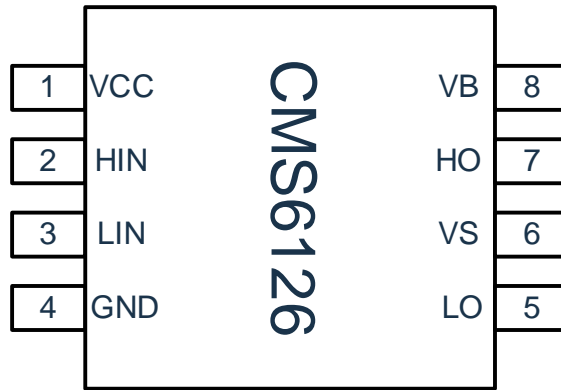 1 VCC
2 HIN
3 LIN
4 GND
CMS6126
VB 8
HO 7
VS 6
LO 5